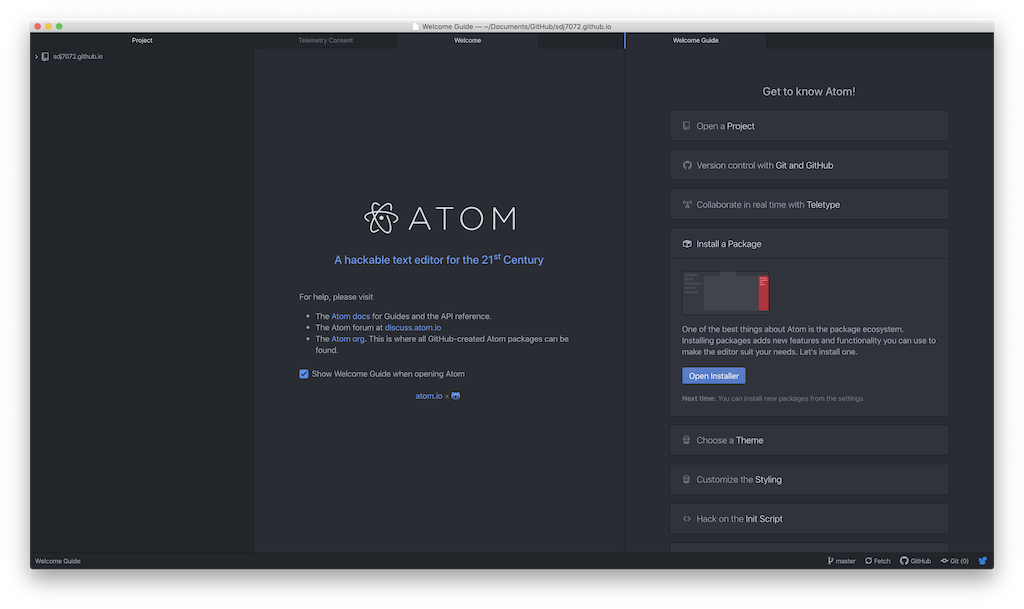 Welcome Guide — ~/Documents/GitHub/sdj7072.github.io
Project
Telemetry Consent
Welcome
Welcome Guide
sdj7072.github.io
ATOM
A hackable text editor for the 21st Century
For help, please visit
• The Atom docs for Guides and the API reference.
• The Atom forum at discuss.atom.io
• The Atom org. This is where all GitHub-created Atom packages can be
found.
Show Welcome Guide when opening Atom
atom.io ×
Get to know Atom!
Open a Project
Version control with Git and GitHub
Collaborate in real time with Teletype
Install a Package
One of the best things about Atom is the package ecosystem.
Installing packages adds new features and functionality you can use to
make the editor suit your needs. Let's install one.
Open Installer
Next time: You can install new packages from the settings.
Choose a Theme
Customize the Styling
Hack on the Init Script
Welcome Guide
master
Fetch
GitHub
Git (0)